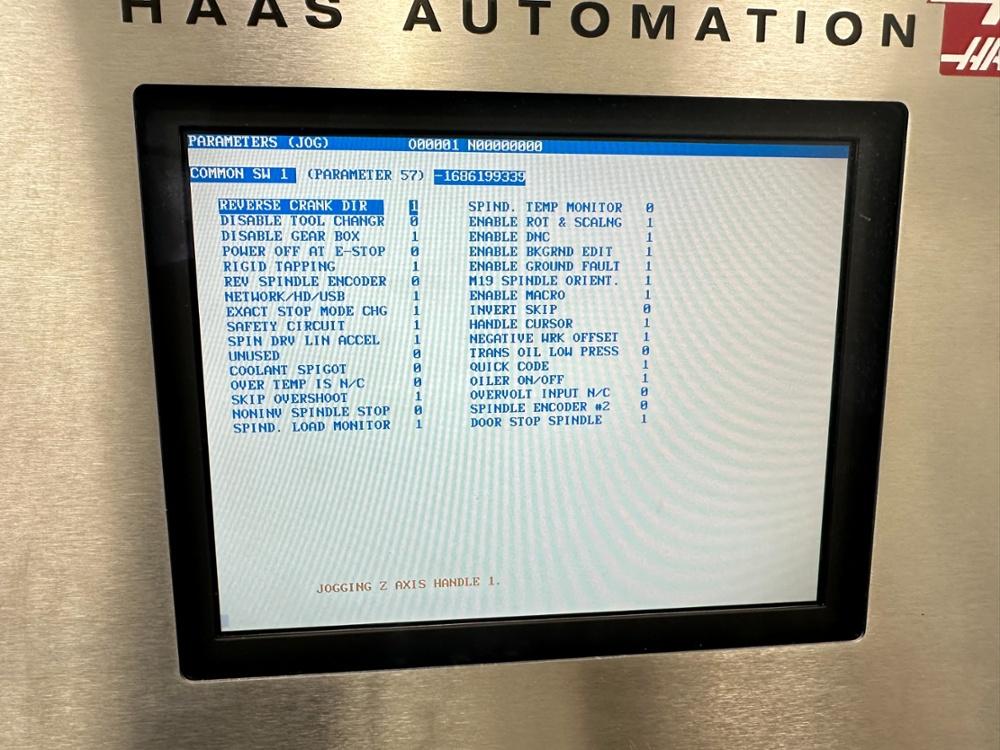 HAAS AUTOMATION
HA
PARAMETERS (JOG) O00001 N00000000
COMMON SW 1 (PARAMETER 57) -1686199339
REVERSE CRANK DIR 1
DISABLE TOOL CHANGR 0
DISABLE GEAR BOX 1
POWER OFF AT E-STOP 0
RIGID TAPPING 1
REV SPINDLE ENCODER 0
NETWORK/HD/USB 1
EXACT STOP MODE CHG 1
SAFETY CIRCUIT 1
SPIN DRV LIN ACCEL 1
UNUSED 0
COOLANT SPIGOT 0
OVER TEMP IS N/C 0
SKIP OVERSHOOT 1
NONINV SPINDLE STOP 0
SPIND. LOAD MONITOR 1
SPIND. TEMP MONITOR 0
ENABLE ROT & SCALNG 1
ENABLE DNC 1
ENABLE BKGRND EDIT 1
ENABLE GROUND FAULT 1
M19 SPINDLE ORIENT. 1
ENABLE MACRO 1
INVERT SKIP 0
HANDLE CURSOR 1
NEGATIVE WRK OFFSET 1
TRANS OIL LOW PRESS 0
QUICK CODE 1
OILER ON/OFF 1
OVERVOLT INPUT N/C 0
SPINDLE ENCODER #2 0
DOOR STOP SPINDLE 1
JOGGING Z AXIS HANDLE 1.